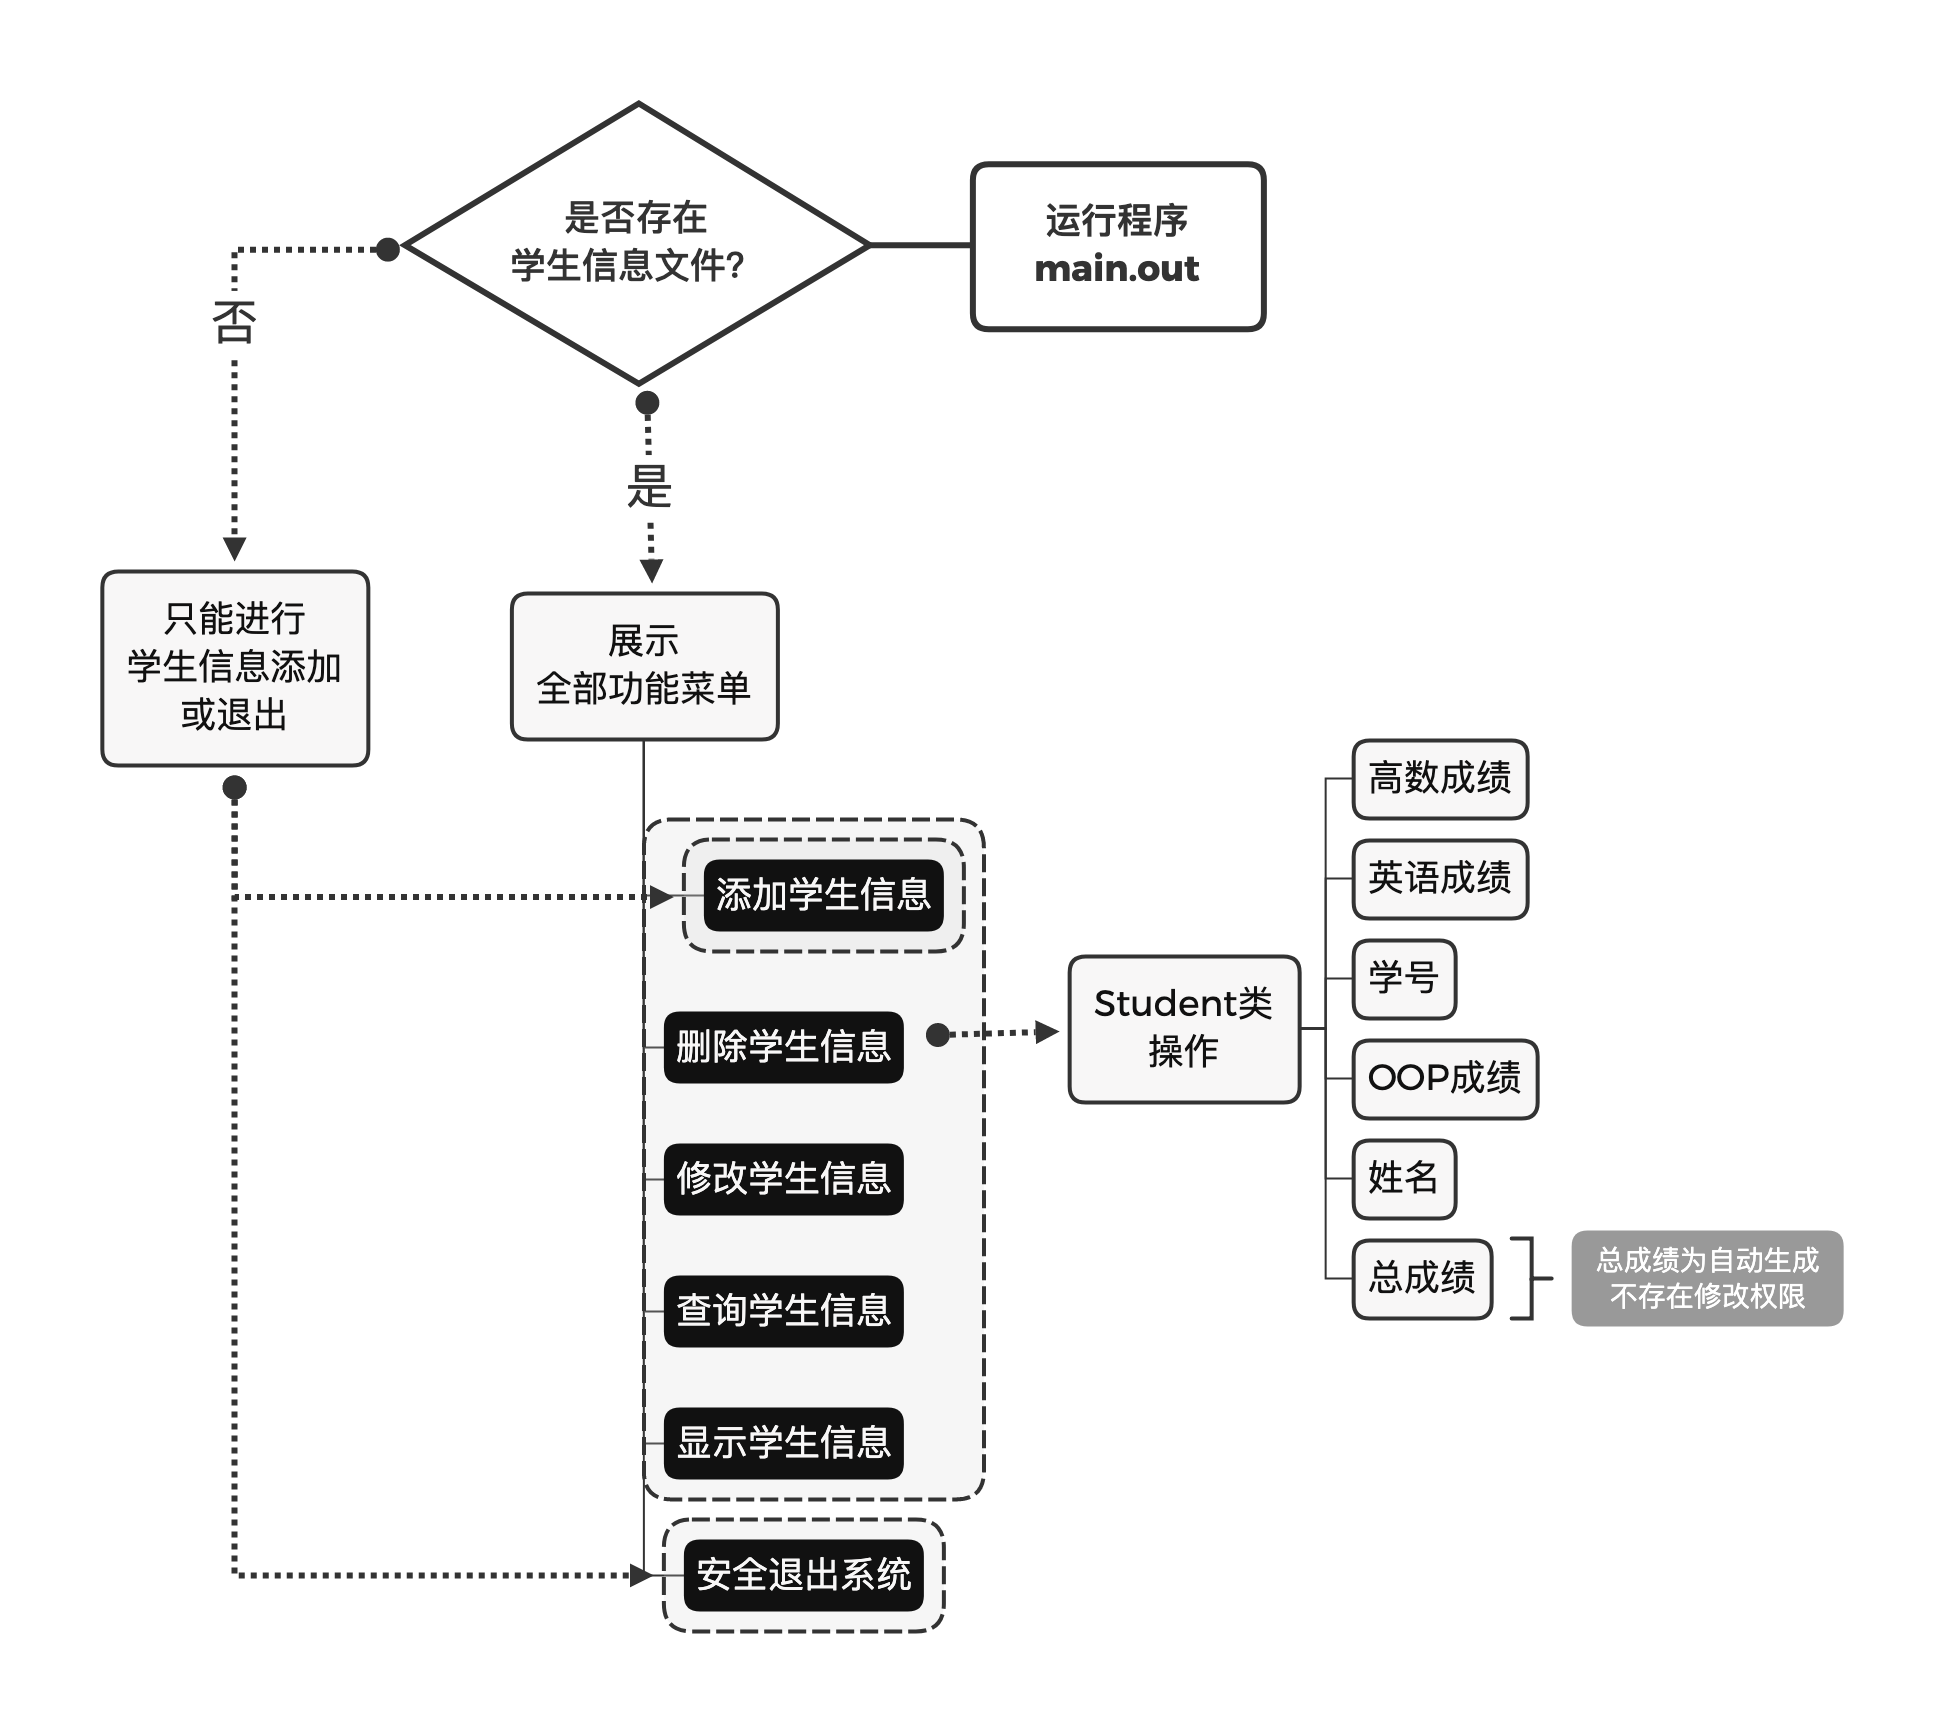 是否存在
学生信息文件?
运行程序
main.out
否
是
只能进行
学生信息添加
或退出
展示
全部功能菜单
添加学生信息
删除学生信息
修改学生信息
查询学生信息
显示学生信息
安全退出系统
Student类
操作
高数成绩
英语成绩
学号
OOP成绩
姓名
总成绩
总成绩为自动生成
不存在修改权限